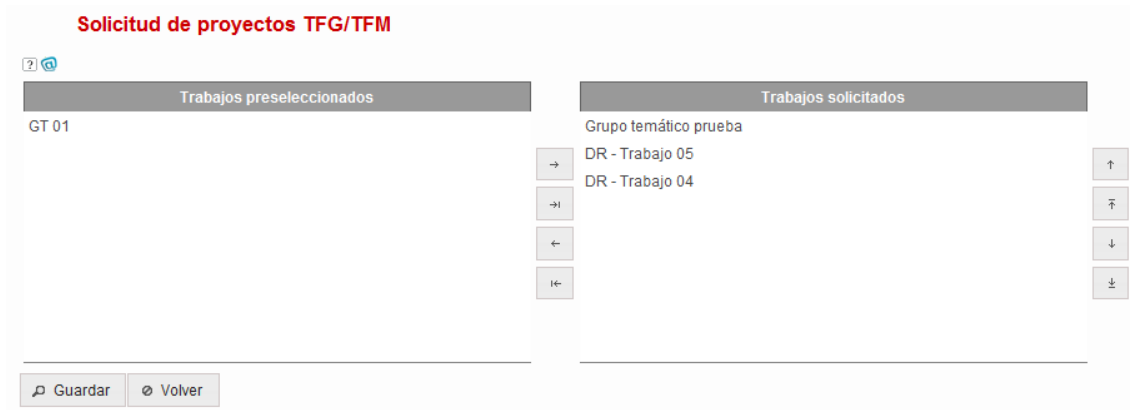 Solicitud de proyectos TFG/TFM
?@
Trabajos preseleccionados
GT 01
Trabajos solicitados
Grupo temático prueba
DR - Trabajo 05
DR - Trabajo 04
Guardar
Volver